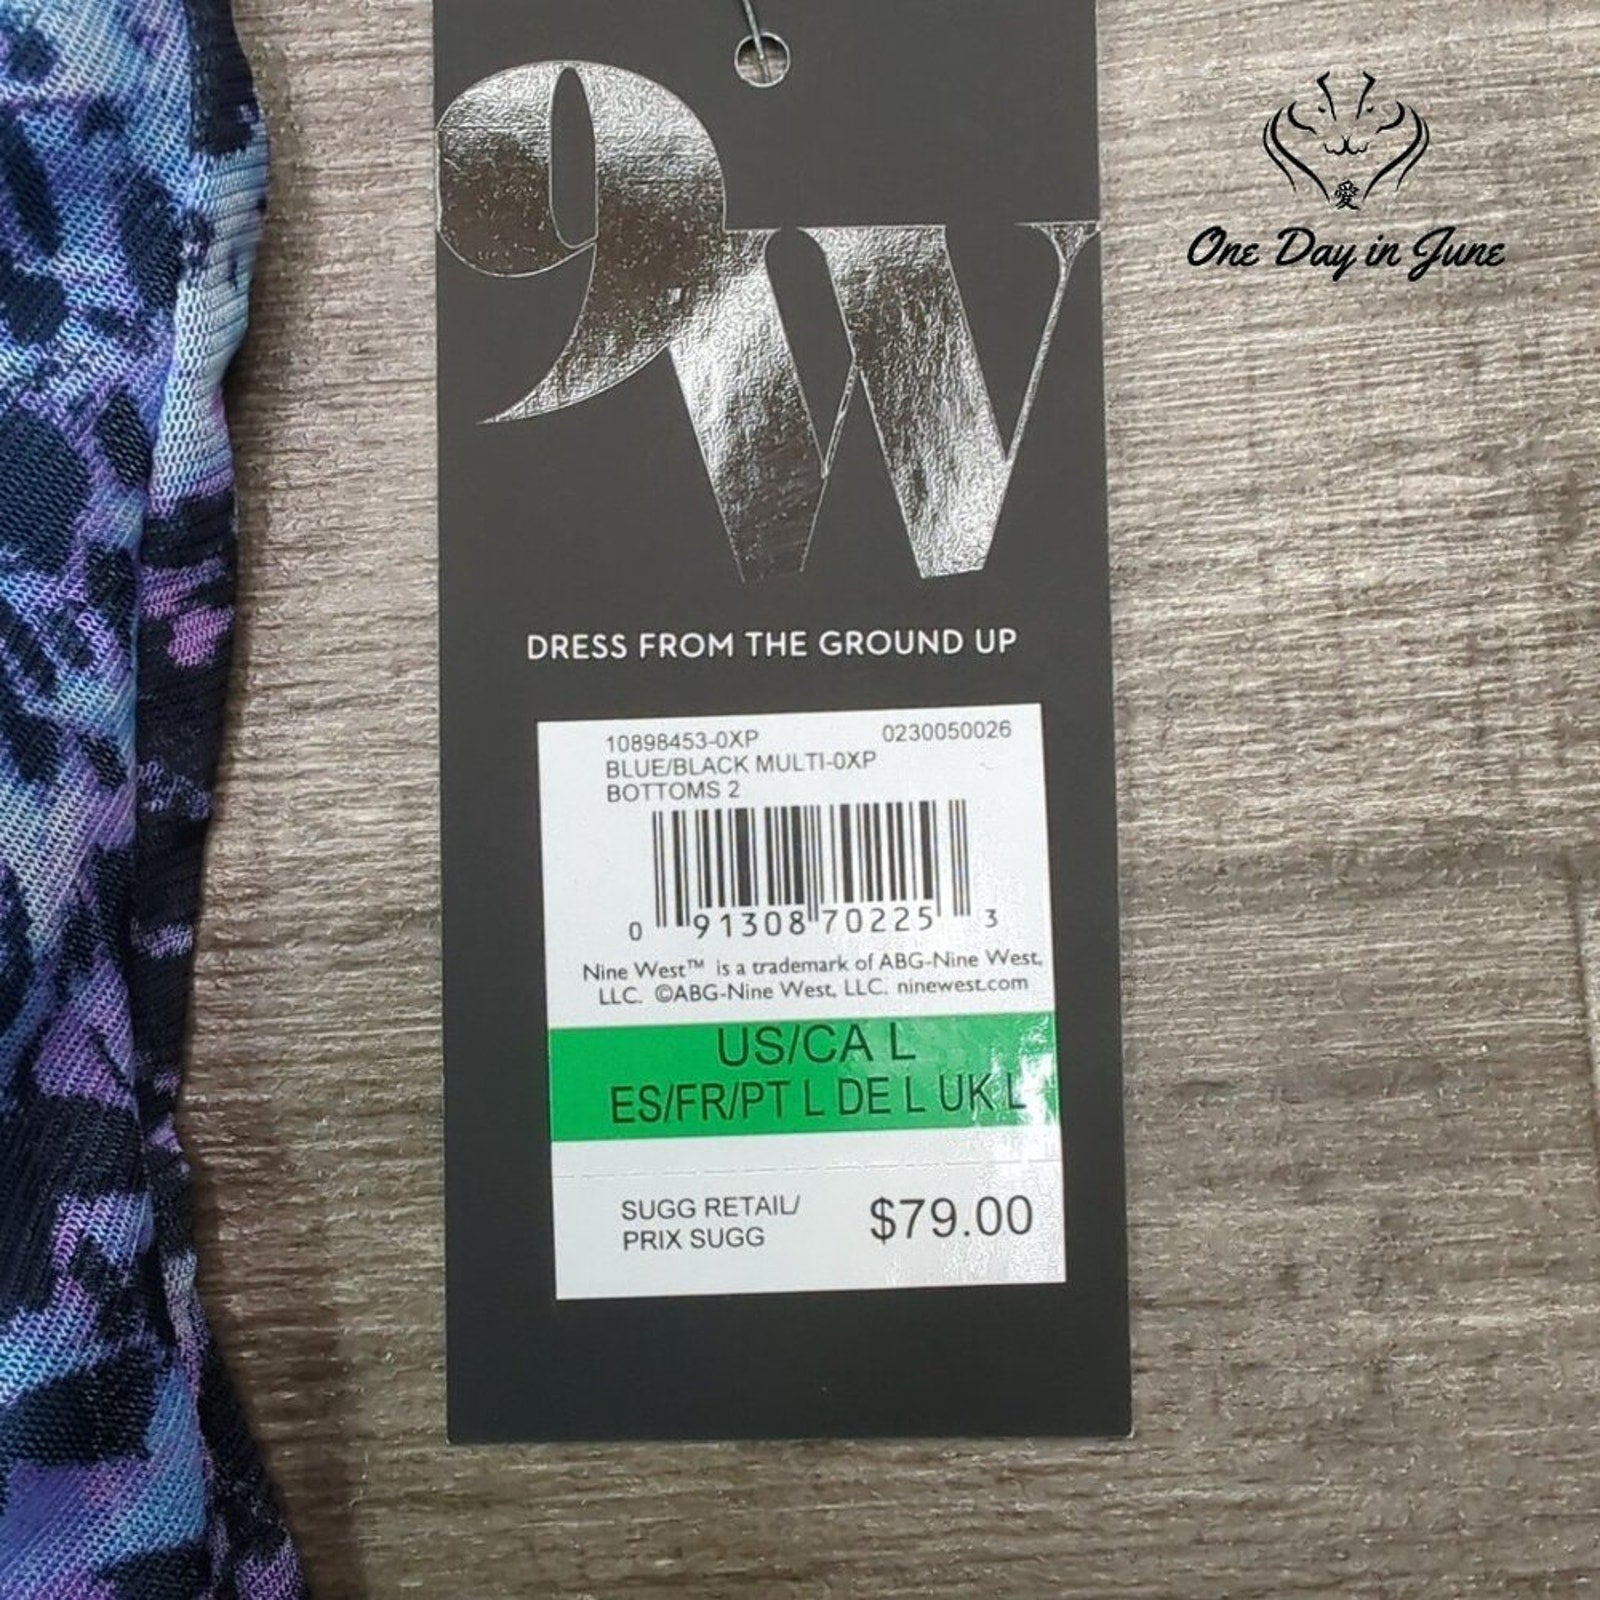 9W
愛
One Day in June
DRESS FROM THE GROUND UP
10898453-0XP 0230050026
BLUE/BLACK MULTI-0XP
BOTTOMS 2
0 91308 70225 3
Nine West™ is a trademark of ABG-Nine West,
LLC. ©ABG-Nine West, LLC. ninewest.com
US/CA L
ES/FR/PT L DE L UK L
SUGG RETAIL/ $79.00
PRIX SUGG